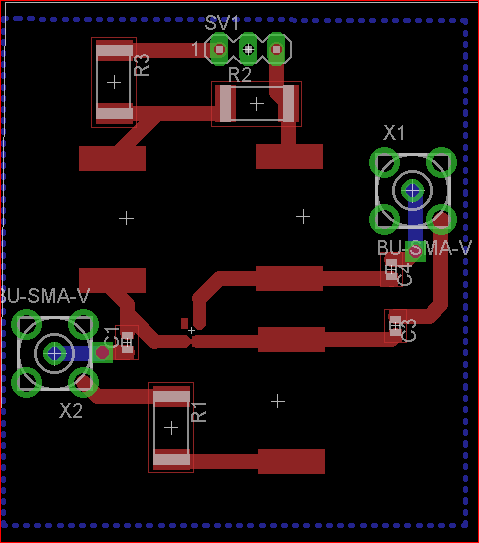 SV1
1
R3
R2
X1
BU-SMA-V
C4
BU-SMA-V
C3
C1
X2
R1